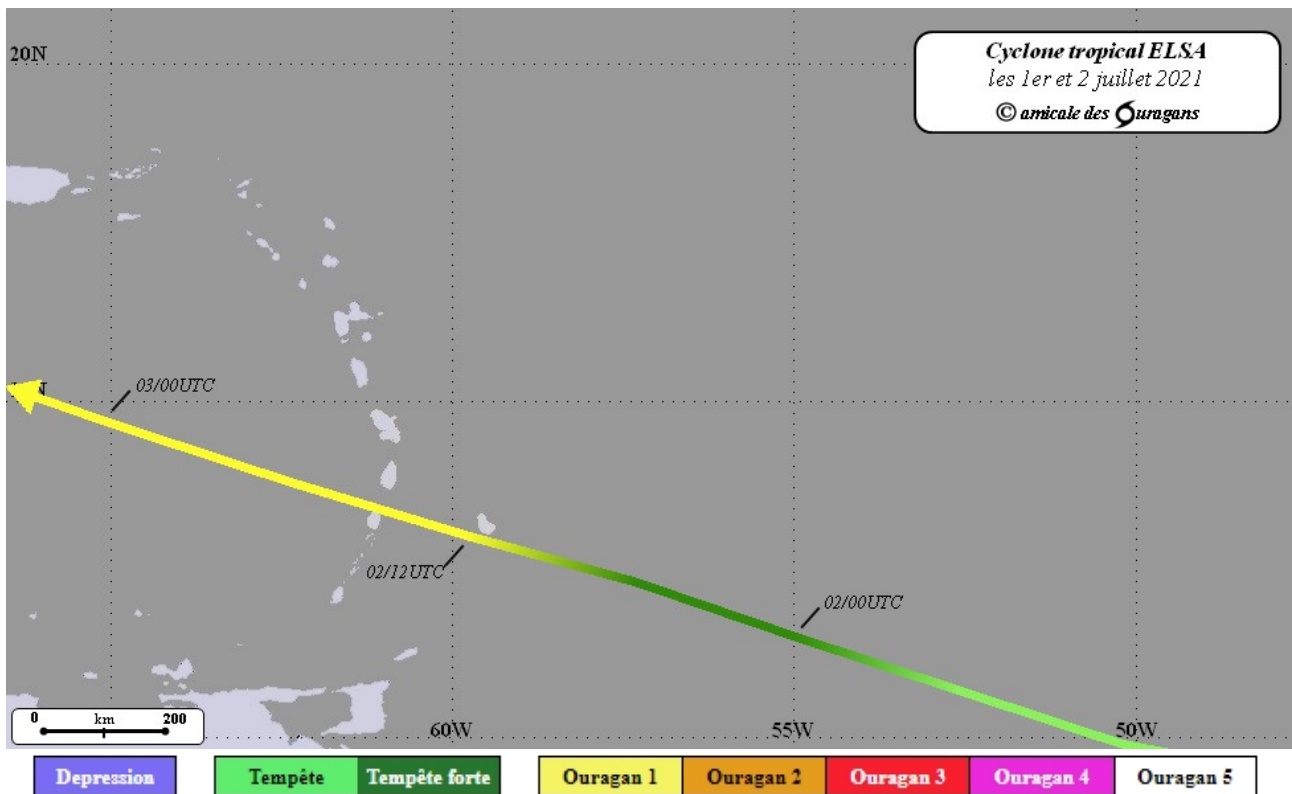 20N
Cyclone tropical ELSA
les 1er et 2 juillet 2021
© amicale des Ouragans
03/00UTC
02/12UTC
02/00UTC
0 km 200
60W
55W
50W
Depression
Tempête
Tempête forte
Ouragan 1
Ouragan 2
Ouragan 3
Ouragan 4
Ouragan 5